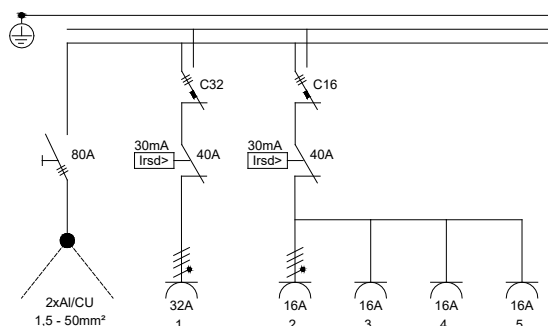 C32
C16
80A
30mA
Irsd>
40A
30mA
Irsd>
40A
2xAl/CU
1,5 - 50mm²
32A
1
16A
2
16A
3
16A
4
16A
5